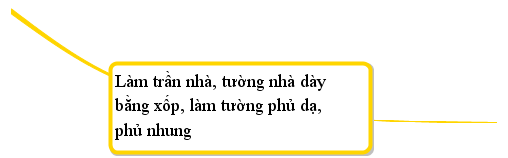 Làm trần nhà, tường nhà dày
bằng xốp, làm tường phủ dạ,
phủ nhung